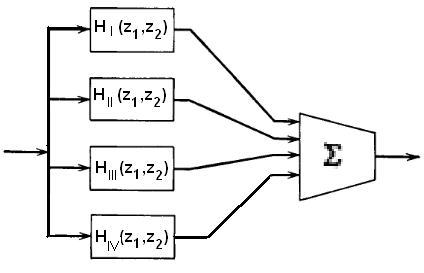 H_I (z_1,z_2)
H_II (z_1,z_2)
H_III (z_1,z_2)
H_IV (z_1,z_2)
Σ